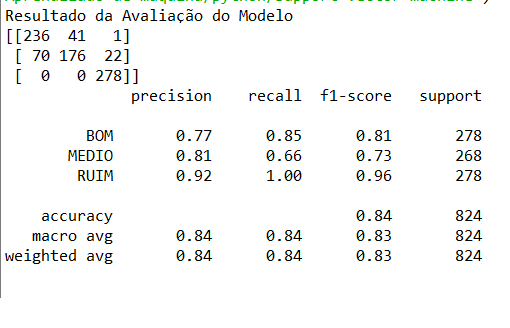 Resultado da Avaliação do Modelo
[[236  41   1]
 [ 70 176  22]
 [  0   0 278]]
              precision    recall  f1-score   support

         BOM       0.77      0.85      0.81       278
       MEDIO       0.81      0.66      0.73       268
        RUIM       0.92      1.00      0.96       278

    accuracy                           0.84       824
   macro avg       0.84      0.84      0.83       824
weighted avg       0.84      0.84      0.83       824